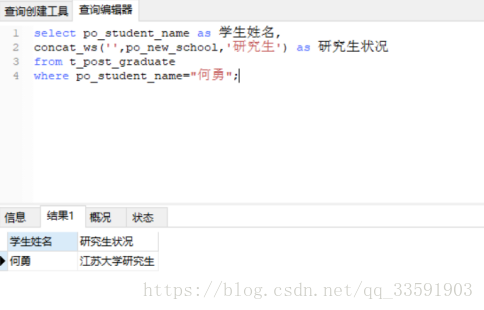 查询创建工具 查询编辑器
1 select po_student_name as 学生姓名,
2 concat_ws('',po_new_school,'研究生') as 研究生状况
3 from t_post_graduate
4 where po_student_name="何勇";
信息 结果1 概况 状态
学生姓名 研究生状况
何勇 江苏大学研究生
https://blog.csdn.net/qq_33591903